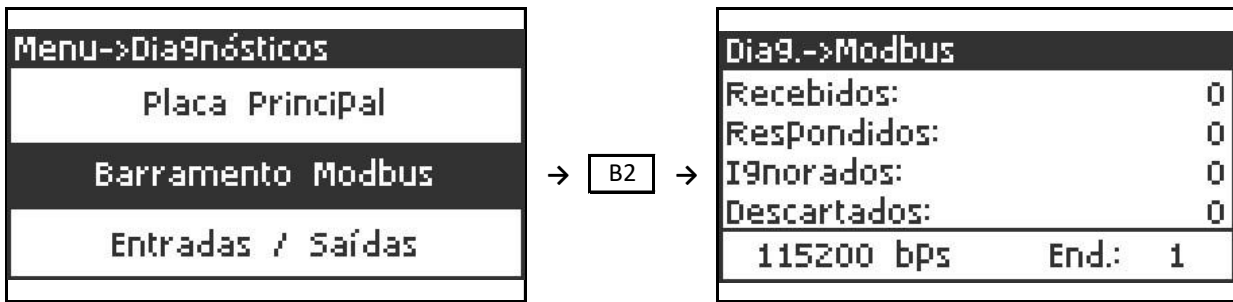 Menu->Diagnósticos
Placa Principal
Barramento Modbus
Entradas / Saídas
→ B2 →
Diag.->Modbus
Recebidos: 0
Respondidos: 0
Ignorados: 0
Descartados: 0
115200 bps End.: 1